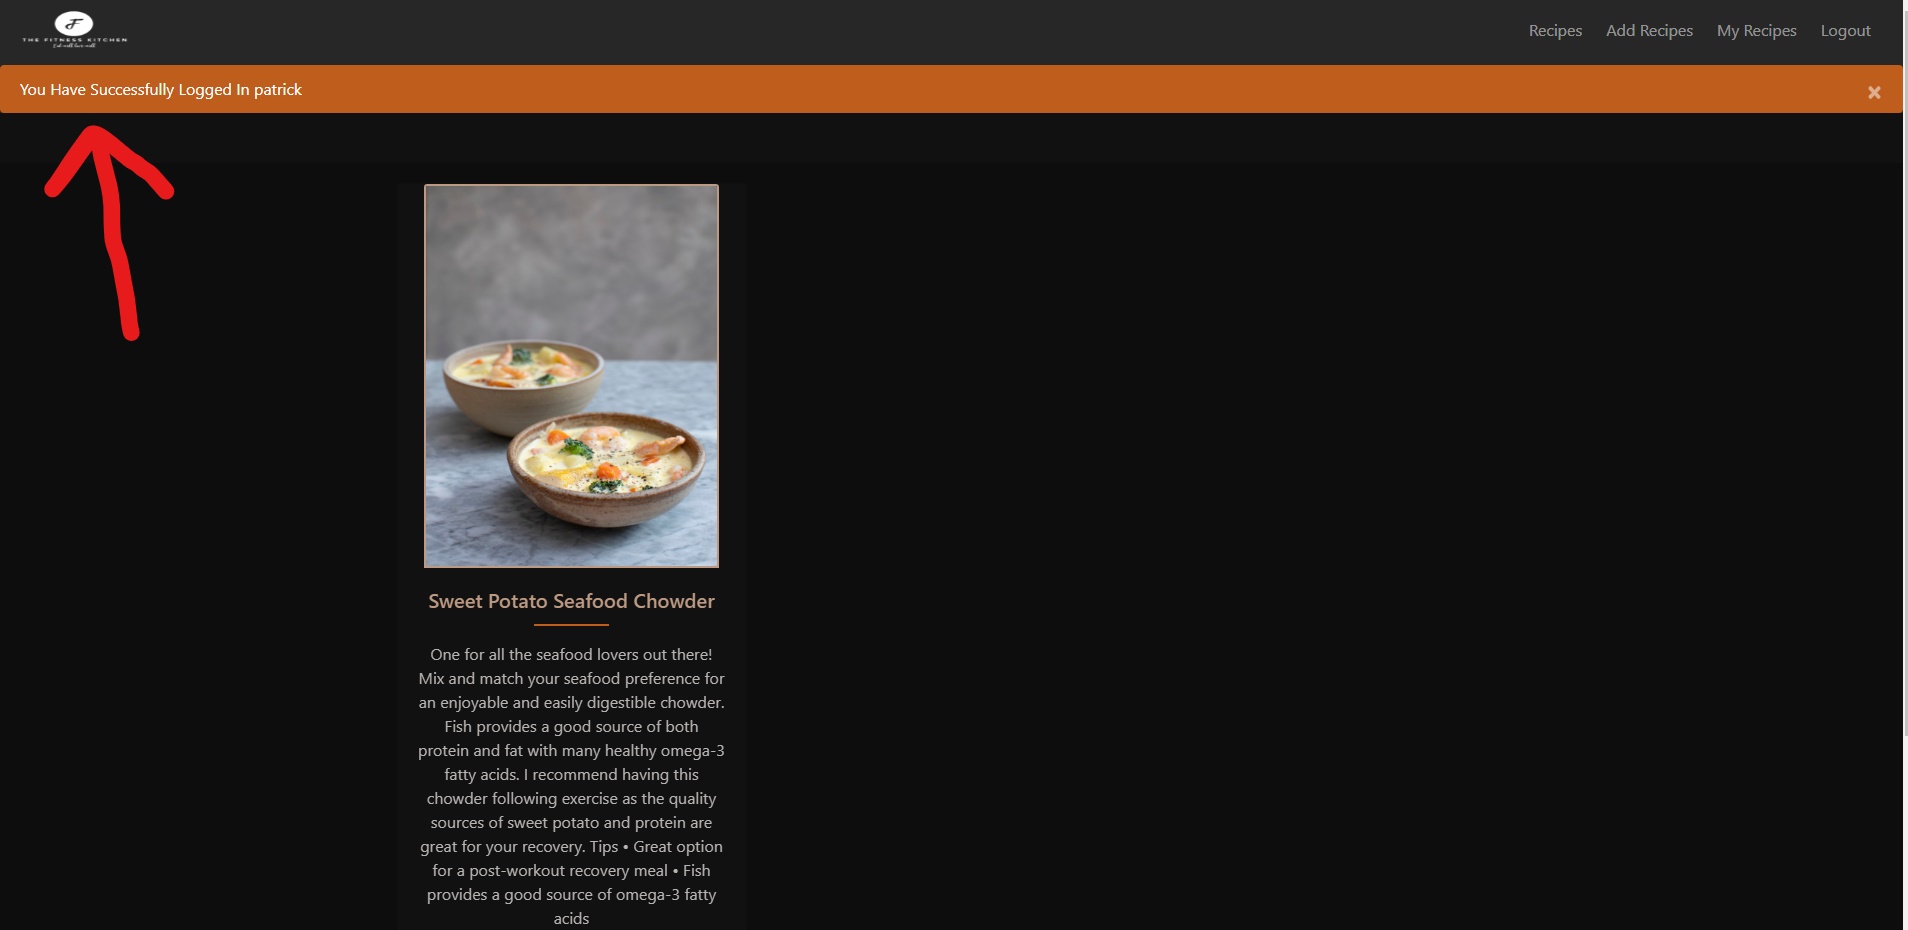 THE FITNESS KITCHEN
Eat well live well
Recipes Add Recipes My Recipes Logout
You Have Successfully Logged In patrick ×
Sweet Potato Seafood Chowder
One for all the seafood lovers out there!
Mix and match your seafood preference for
an enjoyable and easily digestible chowder.
Fish provides a good source of both
protein and fat with many healthy omega-3
fatty acids. I recommend having this
chowder following exercise as the quality
sources of sweet potato and protein are
great for your recovery. Tips • Great option
for a post-workout recovery meal • Fish
provides a good source of omega-3 fatty
acids